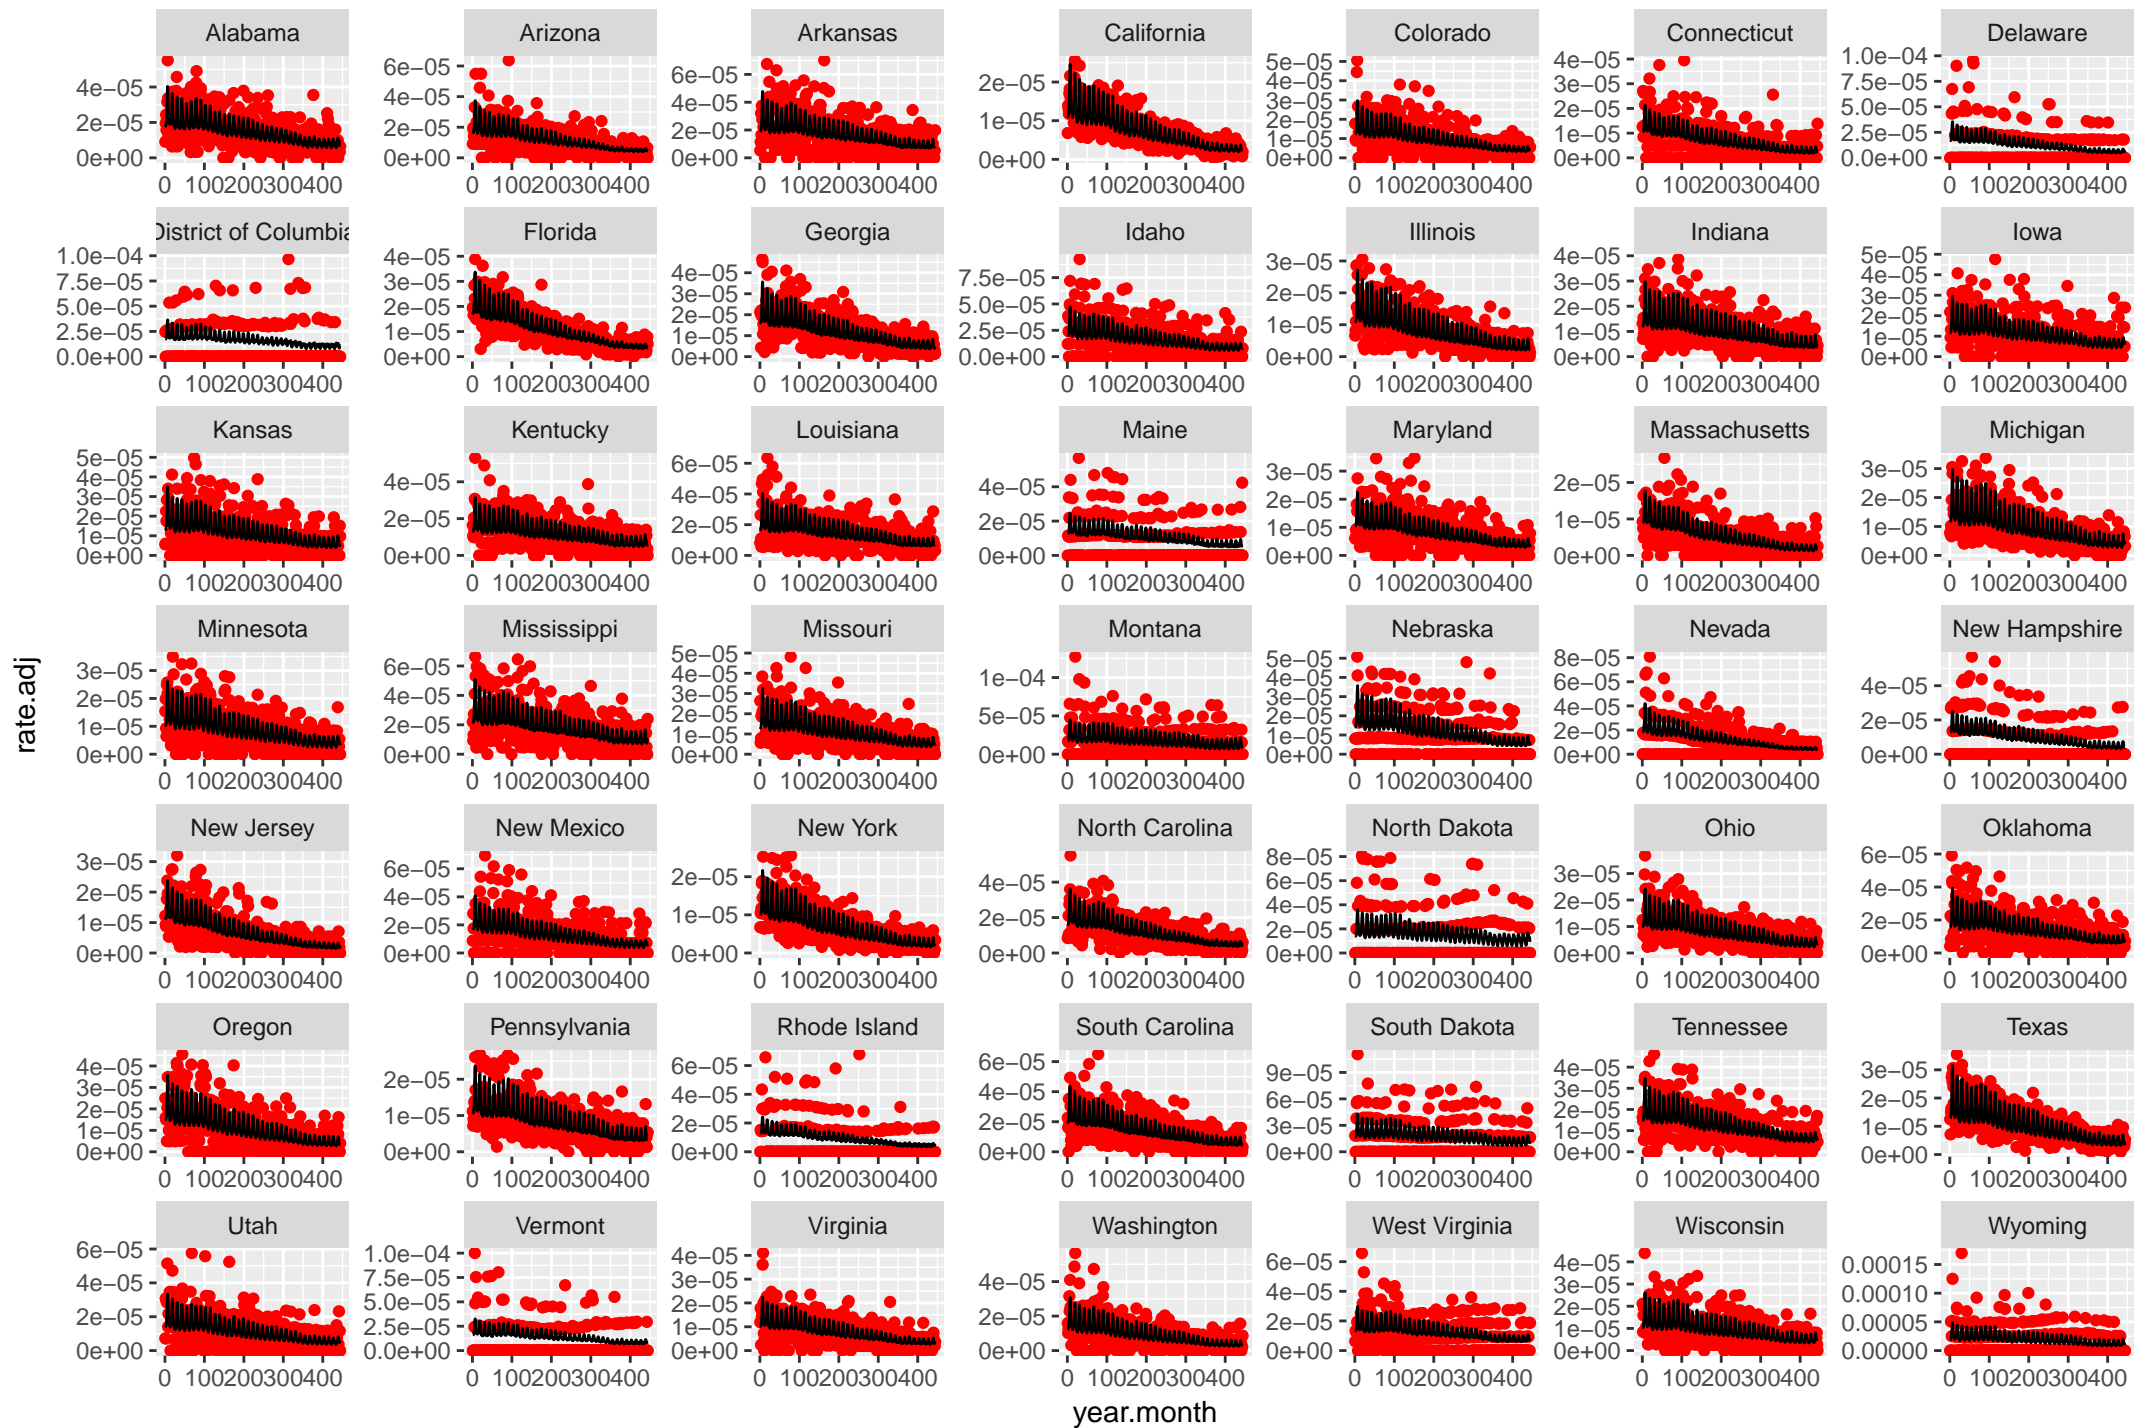 Alabama
4e−05
2e−05
0e+00
0 100200300400
Arizona
6e−05
4e−05
2e−05
0e+00
0 100200300400
Arkansas
6e−05
4e−05
2e−05
0e+00
0 100200300400
California
2e−05
1e−05
0e+00
0 100200300400
Colorado
5e−05
4e−05
3e−05
2e−05
1e−05
0e+00
0 100200300400
Connecticut
4e−05
3e−05
2e−05
1e−05
0e+00
0 100200300400
Delaware
1.0e−04
7.5e−05
5.0e−05
2.5e−05
0.0e+00
0 100200300400
District of Columbia
1.0e−04
7.5e−05
5.0e−05
2.5e−05
0.0e+00
0 100200300400
Florida
4e−05
3e−05
2e−05
1e−05
0e+00
0 100200300400
Georgia
4e−05
3e−05
2e−05
1e−05
0e+00
0 100200300400
Idaho
7.5e−05
5.0e−05
2.5e−05
0.0e+00
0 100200300400
Illinois
3e−05
2e−05
1e−05
0e+00
0 100200300400
Indiana
4e−05
3e−05
2e−05
1e−05
0e+00
0 100200300400
Iowa
5e−05
4e−05
3e−05
2e−05
1e−05
0e+00
0 100200300400
Kansas
5e−05
4e−05
3e−05
2e−05
1e−05
0e+00
0 100200300400
Kentucky
4e−05
2e−05
0e+00
0 100200300400
Louisiana
6e−05
4e−05
2e−05
0e+00
0 100200300400
Maine
4e−05
2e−05
0e+00
0 100200300400
Maryland
3e−05
2e−05
1e−05
0e+00
0 100200300400
Massachusetts
2e−05
1e−05
0e+00
0 100200300400
Michigan
3e−05
2e−05
1e−05
0e+00
0 100200300400
rate.adj
Minnesota
3e−05
2e−05
1e−05
0e+00
0 100200300400
Mississippi
6e−05
4e−05
2e−05
0e+00
0 100200300400
Missouri
5e−05
4e−05
3e−05
2e−05
1e−05
0e+00
0 100200300400
Montana
1e−04
5e−05
0e+00
0 100200300400
Nebraska
5e−05
4e−05
3e−05
2e−05
1e−05
0e+00
0 100200300400
Nevada
8e−05
6e−05
4e−05
2e−05
0e+00
0 100200300400
New Hampshire
4e−05
2e−05
0e+00
0 100200300400
New Jersey
3e−05
2e−05
1e−05
0e+00
0 100200300400
New Mexico
6e−05
4e−05
2e−05
0e+00
0 100200300400
New York
2e−05
1e−05
0e+00
0 100200300400
North Carolina
4e−05
2e−05
0e+00
0 100200300400
North Dakota
8e−05
6e−05
4e−05
2e−05
0e+00
0 100200300400
Ohio
3e−05
2e−05
1e−05
0e+00
0 100200300400
Oklahoma
6e−05
4e−05
2e−05
0e+00
0 100200300400
Oregon
4e−05
3e−05
2e−05
1e−05
0e+00
0 100200300400
Pennsylvania
2e−05
1e−05
0e+00
0 100200300400
Rhode Island
6e−05
4e−05
2e−05
0e+00
0 100200300400
South Carolina
6e−05
4e−05
2e−05
0e+00
0 100200300400
South Dakota
9e−05
6e−05
3e−05
0e+00
0 100200300400
Tennessee
4e−05
3e−05
2e−05
1e−05
0e+00
0 100200300400
Texas
3e−05
2e−05
1e−05
0e+00
0 100200300400
Utah
6e−05
4e−05
2e−05
0e+00
0 100200300400
Vermont
1.0e−04
7.5e−05
5.0e−05
2.5e−05
0.0e+00
0 100200300400
Virginia
4e−05
3e−05
2e−05
1e−05
0e+00
0 100200300400
Washington
4e−05
2e−05
0e+00
0 100200300400
West Virginia
6e−05
4e−05
2e−05
0e+00
0 100200300400
Wisconsin
4e−05
3e−05
2e−05
1e−05
0e+00
0 100200300400
Wyoming
0.00015
0.00010
0.00005
0.00000
0 100200300400
year.month